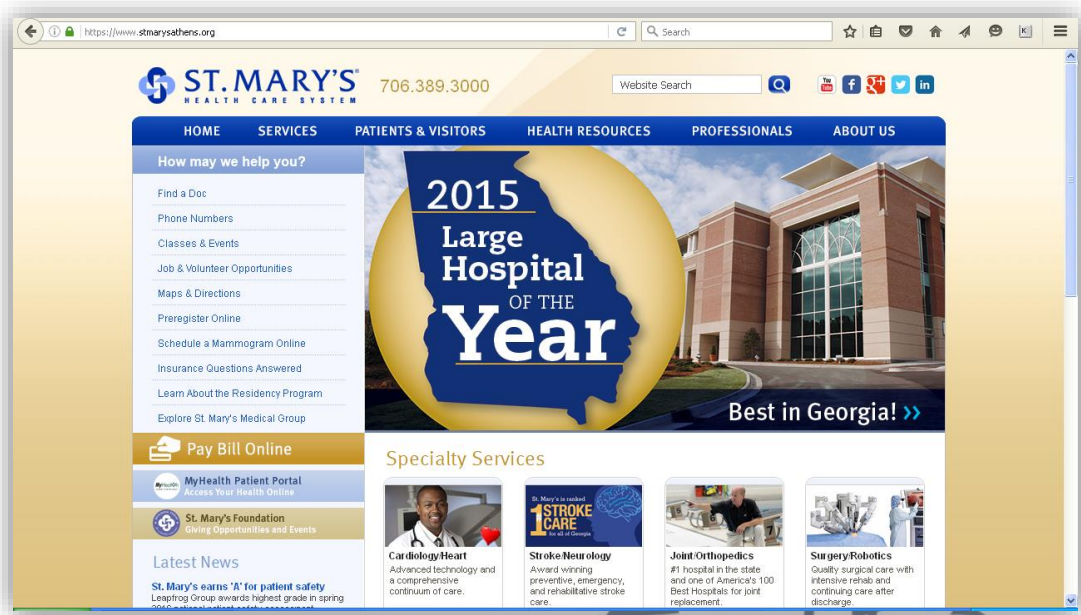 https://www.stmarysathens.org
Search
ST. MARY'S
HEALTH CARE SYSTEM
706.389.3000
Website Search
You
Tube
HOME SERVICES PATIENTS & VISITORS HEALTH RESOURCES PROFESSIONALS ABOUT US
How may we help you?
Find a Doc
Phone Numbers
Classes & Events
Job & Volunteer Opportunities
Maps & Directions
Preregister Online
Schedule a Mammogram Online
Insurance Questions Answered
Learn About the Residency Program
Explore St. Mary's Medical Group
2015
Large
Hospital
OF THE
Year
Best in Georgia! >>
Pay Bill Online
MyHealth Patient Portal
Access Your Health Online
St. Mary's Foundation
Giving Opportunities and Events
Latest News
St. Mary's earns 'A' for patient safety
Leapfrog Group awards highest grade in spring
Specialty Services
Cardiology/Heart
Advanced technology and
a comprehensive
continuum of care.
St. Mary's is ranked
1 STROKE
CARE
for all of Georgia
Stroke/Neurology
Award winning
preventive, emergency,
and rehabilitative stroke
care.
Joint/Orthopedics
#1 hospital in the state
and one of America's 100
Best Hospitals for joint
replacement.
Surgery/Robotics
Quality surgical care with
intensive rehab and
continuing care after
discharge.